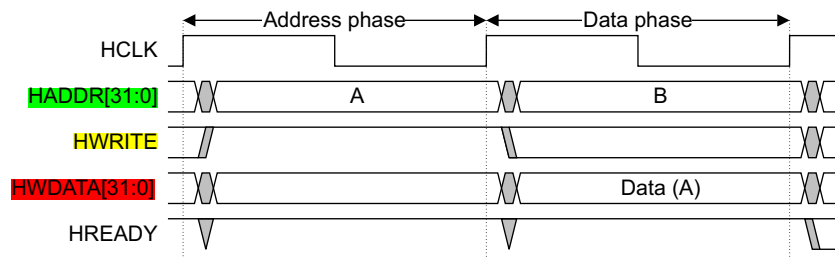 Address phase Data phase
HCLK
HADDR[31:0] A B
HWRITE
HWDATA[31:0] Data (A)
HREADY